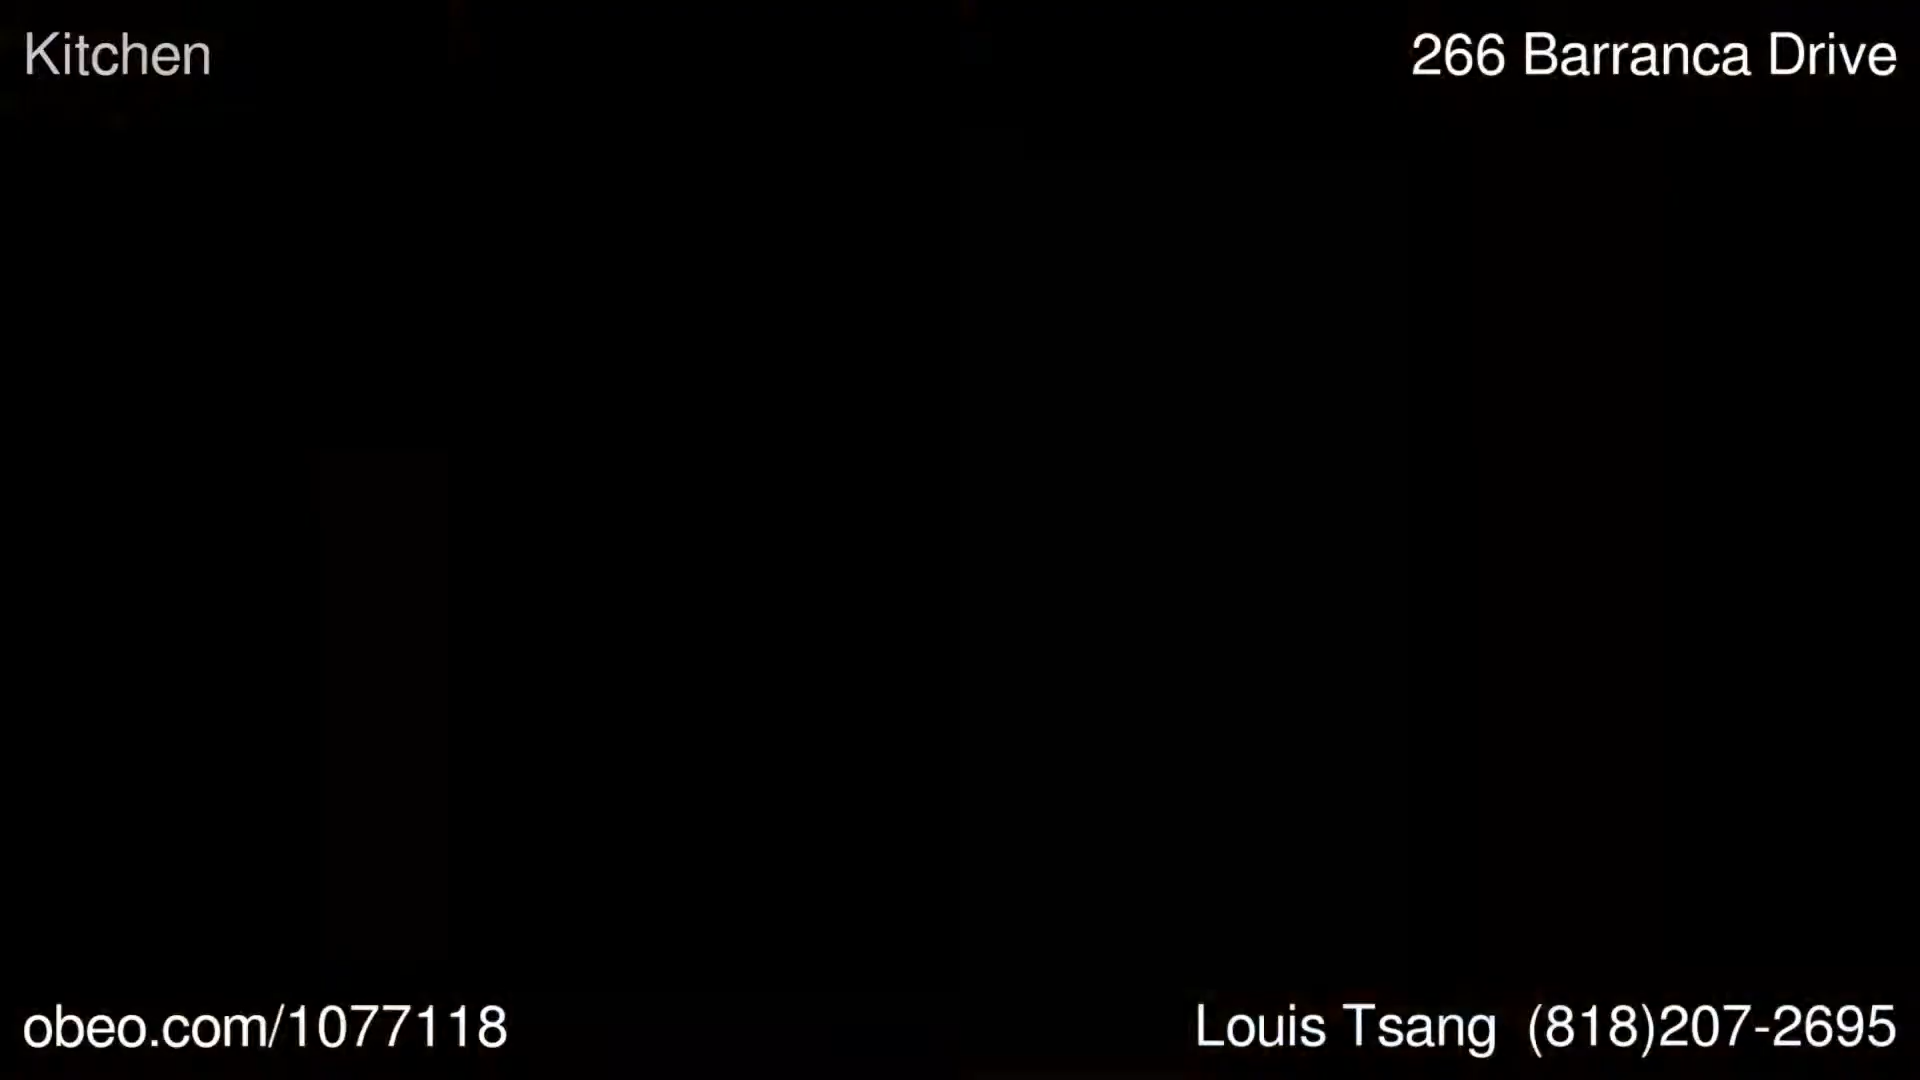 Kitchen
266 Barranca Drive
obeo.com/1077118
Louis Tsang (818)207-2695